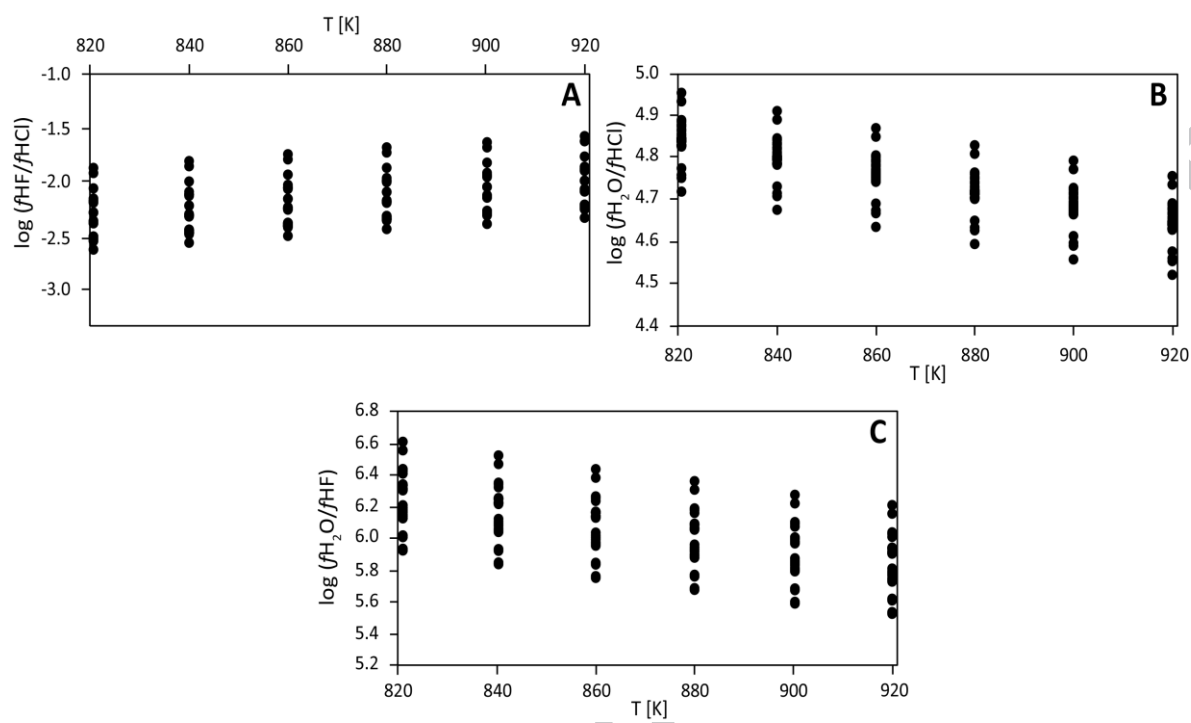 T [K]
820 840 860 880 900 920
-1.0
-1.5
-2.0
-2.5
-3.0
log (fHF/fHCl)
A
5.0
4.9
4.8
4.7
4.6
4.5
4.4
log (fH₂O/fHCl)
B
820 840 860 880 900 920
T [K]
6.8
6.6
6.4
6.2
6.0
5.8
5.6
5.4
5.2
log (fH₂O/fHF)
C
820 840 860 880 900 920
T [K]